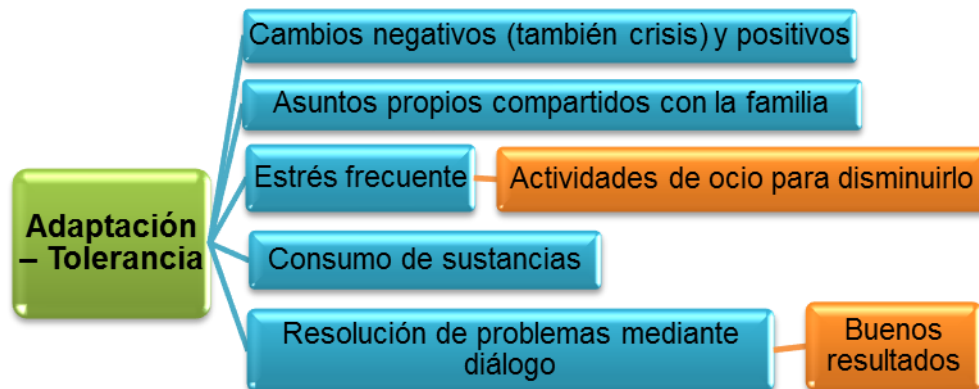 Cambios negativos (también crisis) y positivos
Asuntos propios compartidos con la familia
Adaptación
– Tolerancia
Estrés frecuente
Actividades de ocio para disminuirlo
Consumo de sustancias
Resolución de problemas mediante
diálogo
Buenos
resultados